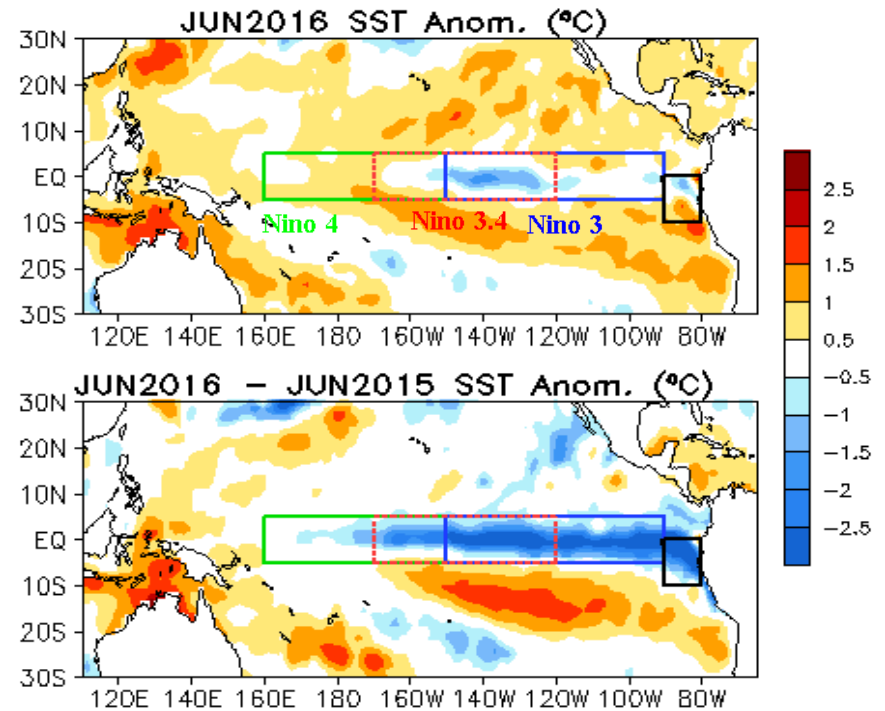 JUN2016 SST Anom. (ºC)
30N
20N
10N
EQ
10S
20S
30S
Nino 4
Nino 3.4
Nino 3
120E 140E 160E 180 160W 140W 120W 100W 80W
JUN2016 – JUN2015 SST Anom. (ºC)
30N
20N
10N
EQ
10S
20S
30S
120E 140E 160E 180 160W 140W 120W 100W 80W
2.5
2
1.5
1
0.5
-0.5
-1
-1.5
-2
-2.5